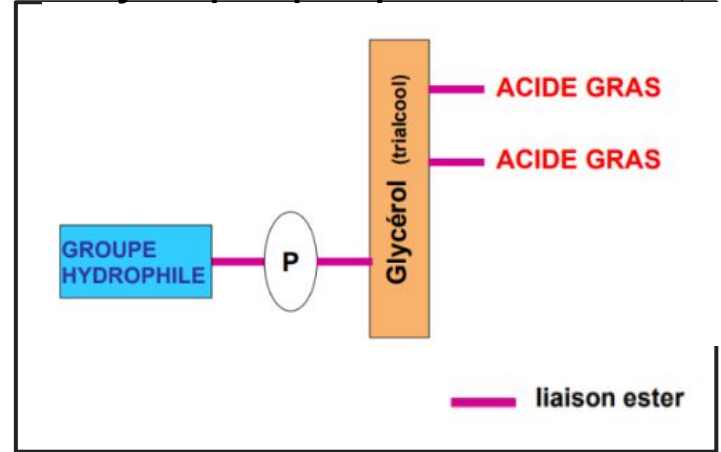 ACIDE GRAS
ACIDE GRAS
Glycérol (trialcool)
GROUPE
HYDROPHILE
P
liaison ester